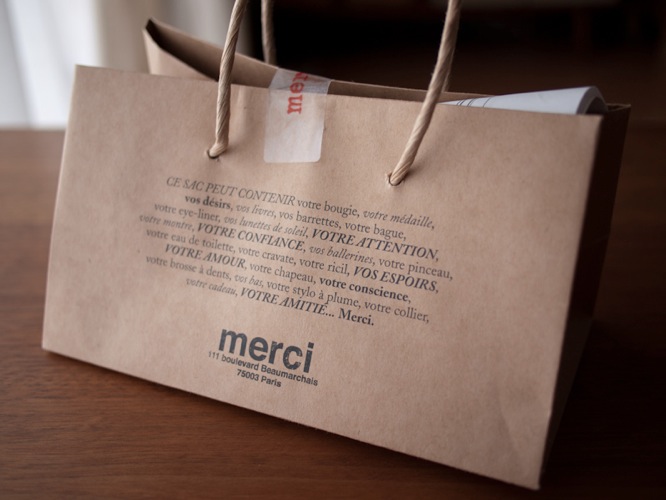 mer
CE SAC PEUT CONTENIR votre bougie, votre médaille,
vos désirs, vos livres, vos barrettes, votre bague,
votre eye-liner, vos lunettes de soleil, VOTRE ATTENTION,
votre montre, VOTRE CONFIANCE, vos ballerines, votre pinceau,
votre eau de toilette, votre cravate, votre ricil, VOS ESPOIRS,
VOTRE AMOUR, votre chapeau, votre conscience,
votre brosse à dents, vos bas, votre stylo à plume, votre collier,
votre cadeau, VOTRE AMITIÉ... Merci.
merci
111 boulevard Beaumarchais
75003 Paris